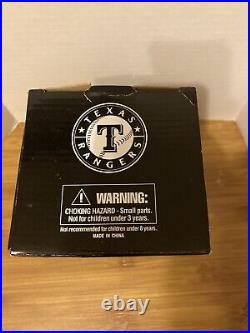 TEXAS
T
RANGERS
WARNING:
CHOKING HAZARD - Small parts.
Not for children under 3 years.
Not recommended for children under 8 years.
MADE IN CHINA